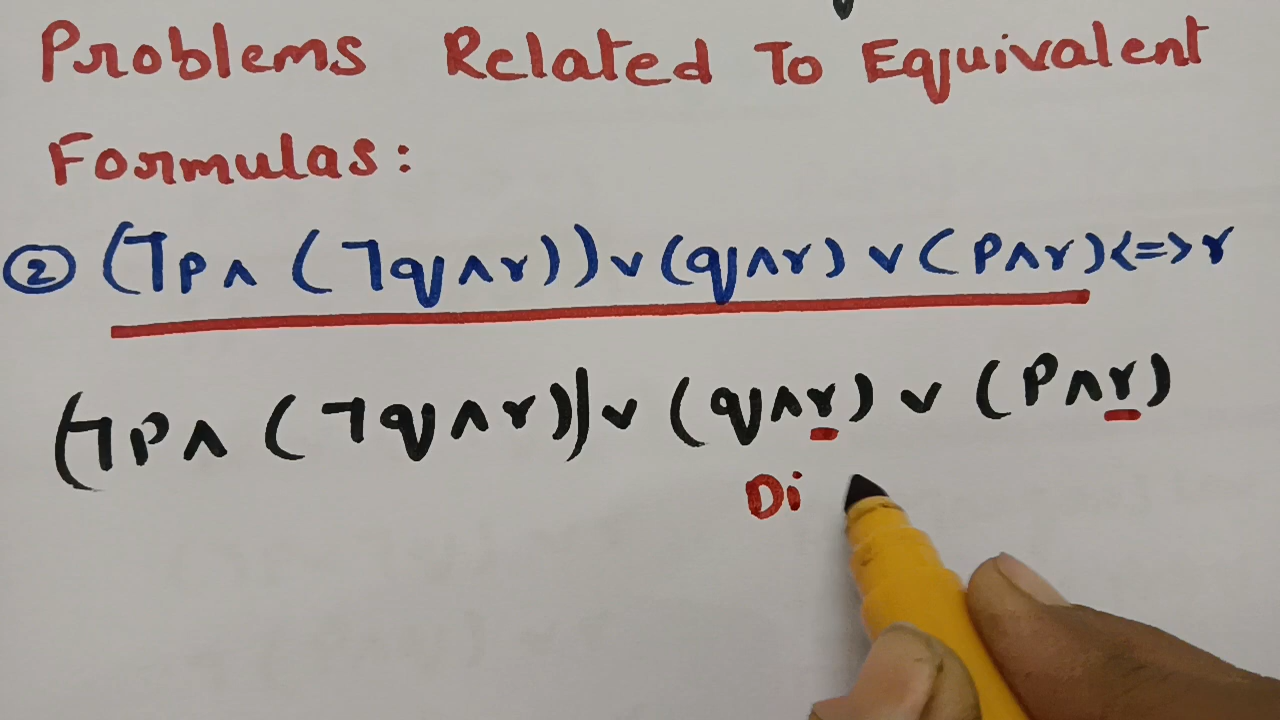 Problems Related To Equivalent
Formulas:
② (⅂p∧(⅂q∧r))∨(q∧r)∨(p∧r)<=>r
(⅂p∧(⅂q∧r))∨(q∧r)∨(p∧r)
Di